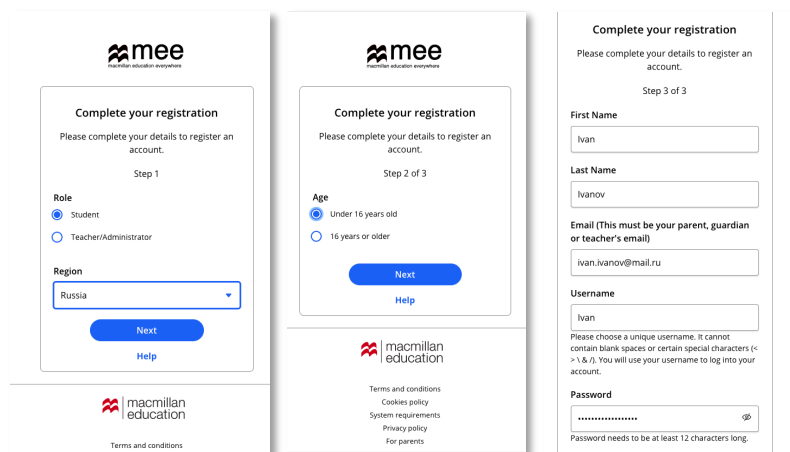 mee
macmillan education everywhere
Complete your registration
Please complete your details to register an
account.
Step 1
Role
Student
Teacher/Administrator
Region
Russia
Next
Help
macmillan
education
Terms and conditions
mee
macmillan education everywhere
Complete your registration
Please complete your details to register an
account.
Step 2 of 3
Age
Under 16 years old
16 years or older
Next
Help
macmillan
education
Terms and conditions
Cookies policy
System requirements
Privacy policy
For parents
Complete your registration
Please complete your details to register an
account.
Step 3 of 3
First Name
Ivan
Last Name
Ivanov
Email (This must be your parent, guardian
or teacher's email)
ivan.ivanov@mail.ru
Username
Ivan
Please choose a unique username. It cannot
contain blank spaces or certain special characters (<
> \ & /). You will use your username to log into your
account.
Password
••••••••••••••••••
Password needs to be at least 12 characters long.